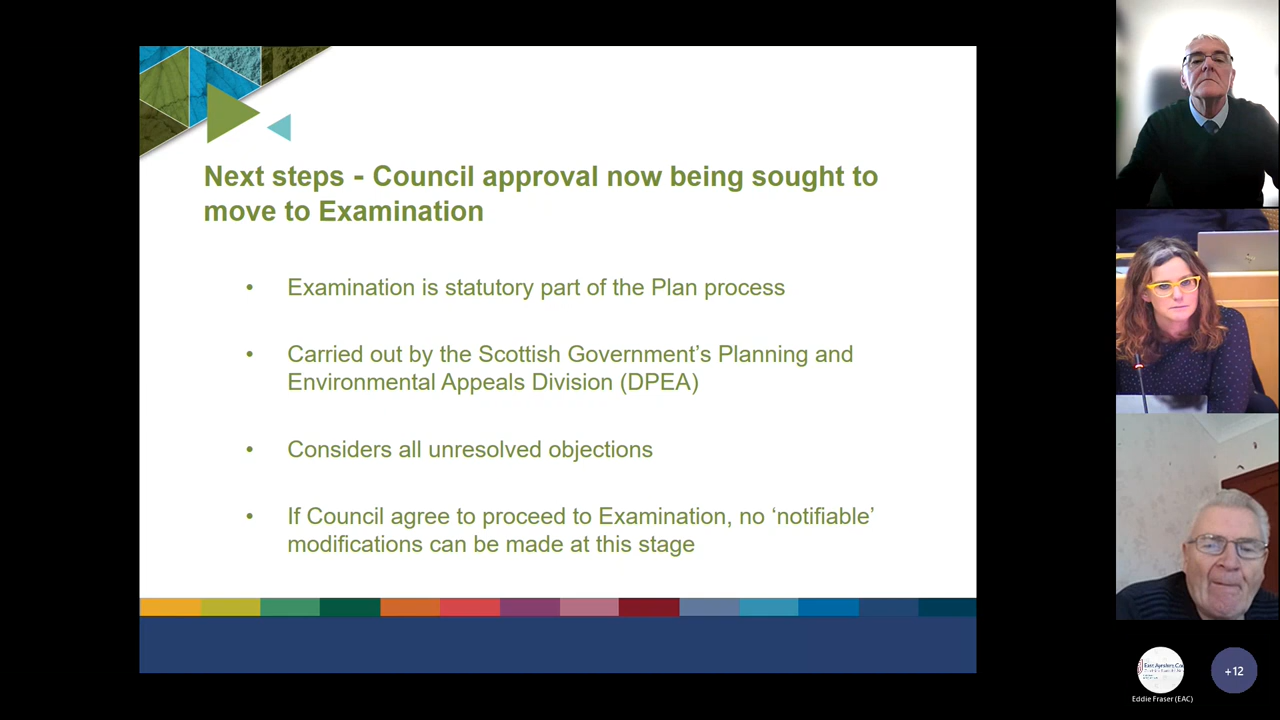 Next steps - Council approval now being sought to
move to Examination
• Examination is statutory part of the Plan process
• Carried out by the Scottish Government’s Planning and
Environmental Appeals Division (DPEA)
• Considers all unresolved objections
• If Council agree to proceed to Examination, no ‘notifiable’
modifications can be made at this stage
+12
Eddie Fraser (EAC)